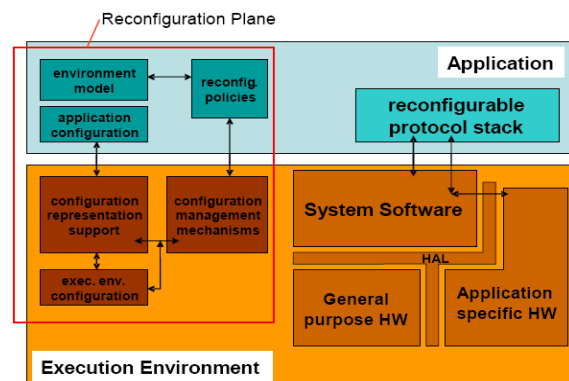 Reconfiguration Plane
Application
environment
model
reconfig.
policies
application
configuration
reconfigurable
protocol stack
configuration
representation
support
configuration
management
mechanisms
exec. env.
configuration
System Software
HAL
General
purpose HW
Application
specific HW
Execution Environment